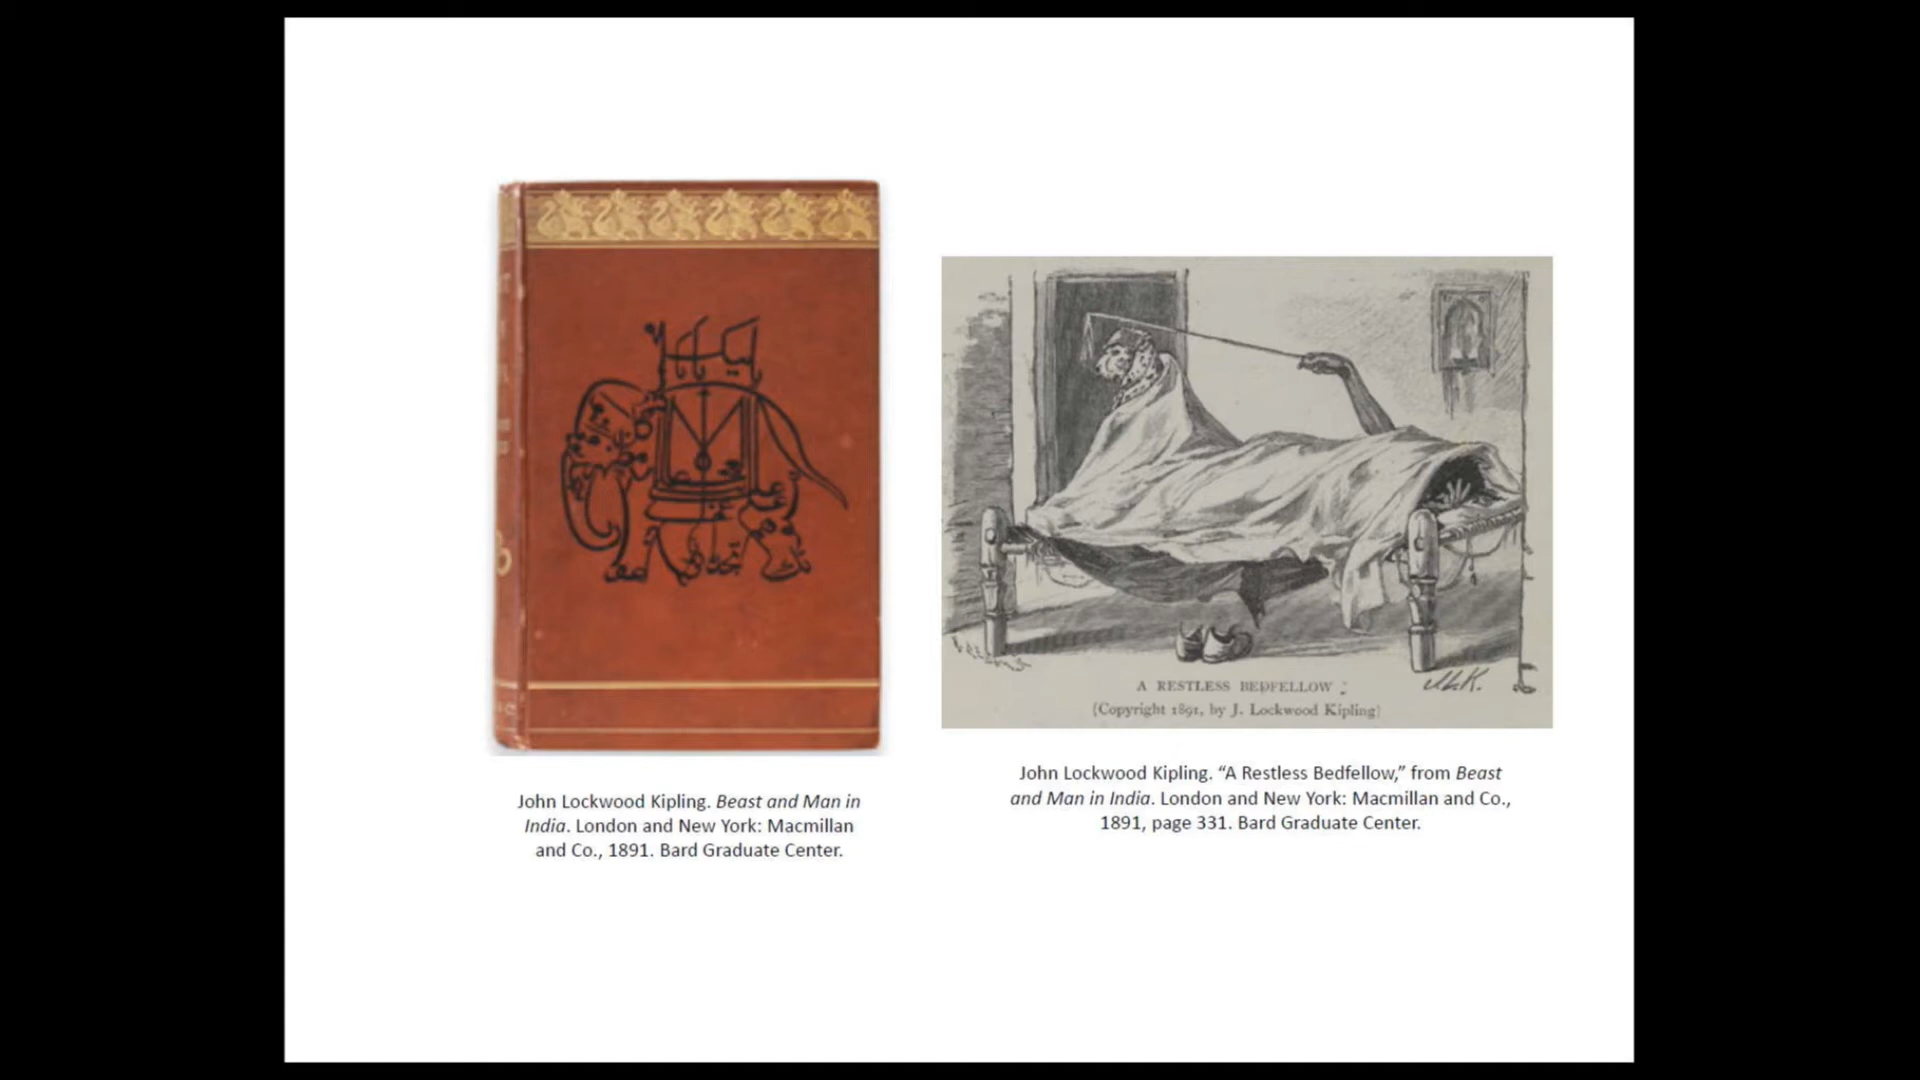 A RESTLESS BEDFELLOW
(Copyright 1891, by J. Lockwood Kipling)
J.L.K.
John Lockwood Kipling. Beast and Man in
India. London and New York: Macmillan
and Co., 1891. Bard Graduate Center.
John Lockwood Kipling. “A Restless Bedfellow,” from Beast
and Man in India. London and New York: Macmillan and Co.,
1891, page 331. Bard Graduate Center.